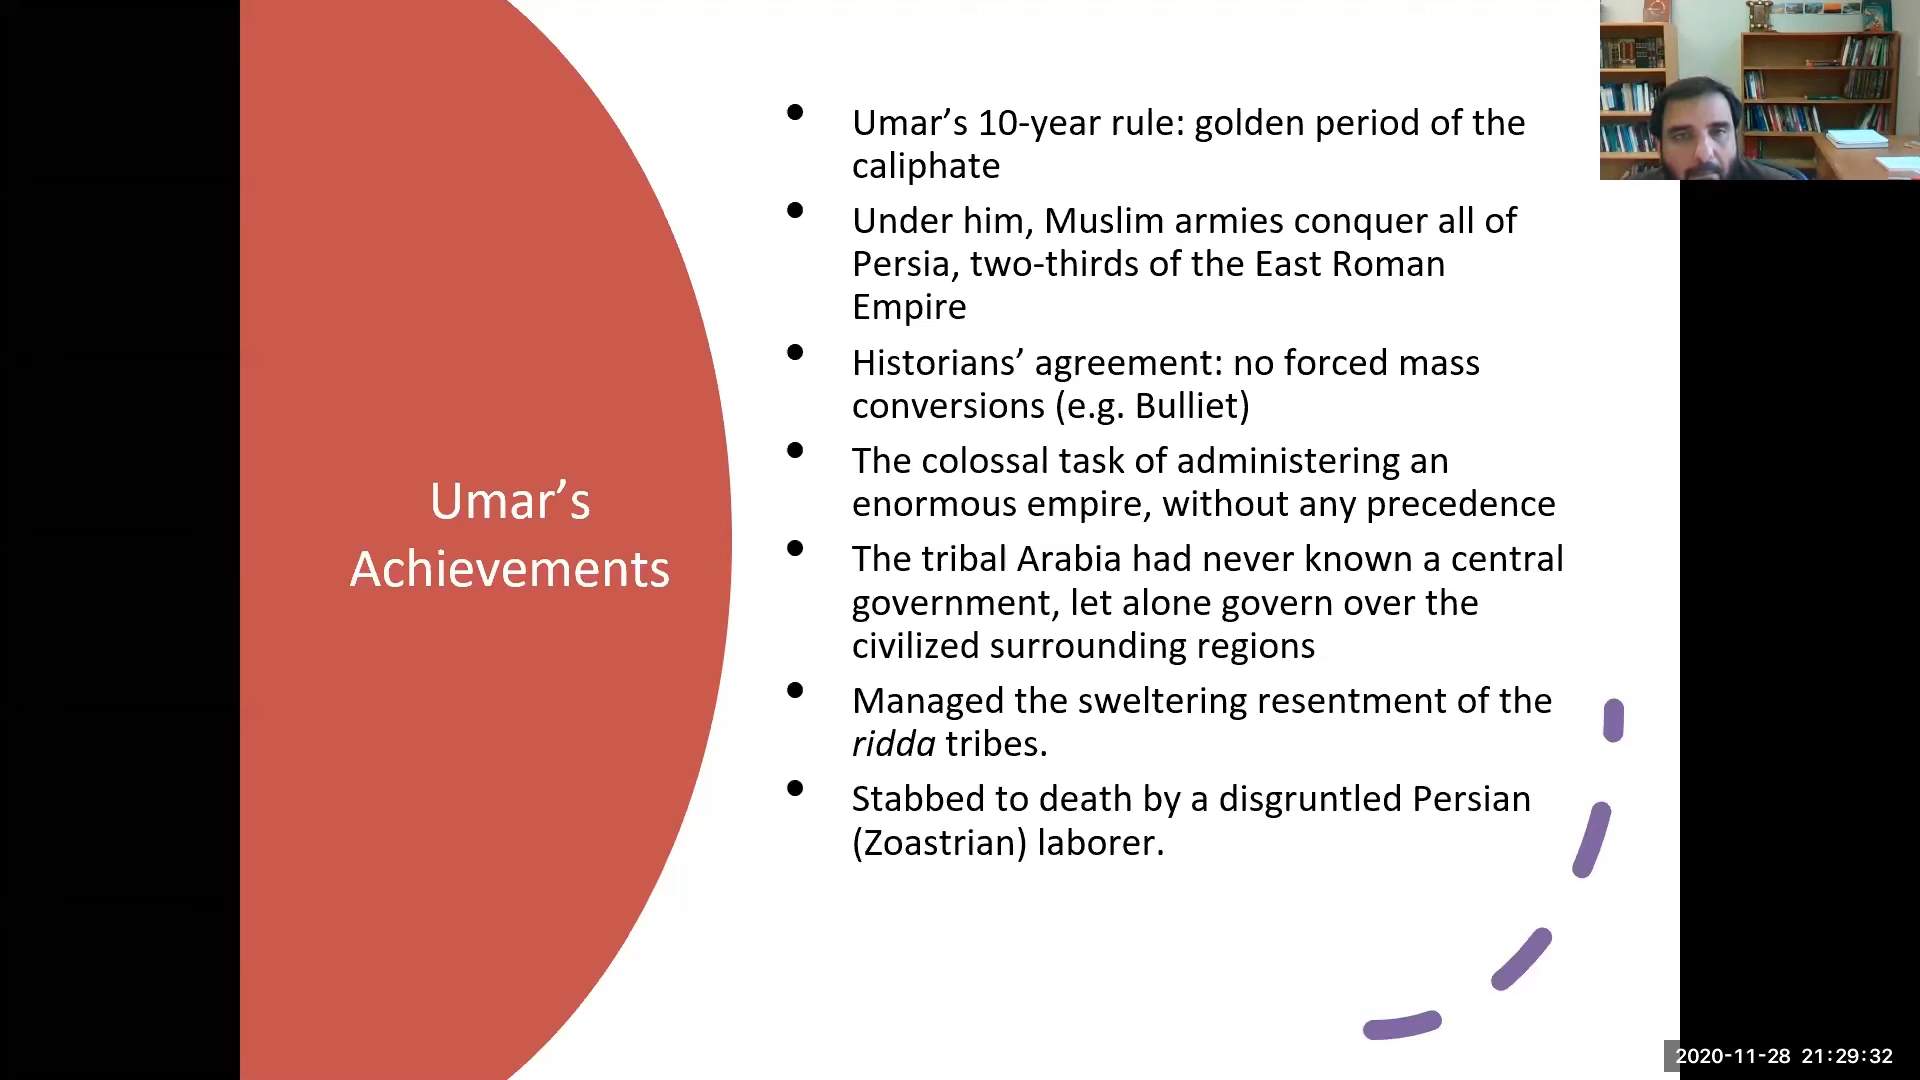 Umar’s
Achievements
• Umar’s 10-year rule: golden period of the
caliphate
• Under him, Muslim armies conquer all of
Persia, two-thirds of the East Roman
Empire
• Historians’ agreement: no forced mass
conversions (e.g. Bulliet)
• The colossal task of administering an
enormous empire, without any precedence
• The tribal Arabia had never known a central
government, let alone govern over the
civilized surrounding regions
• Managed the sweltering resentment of the
ridda tribes.
• Stabbed to death by a disgruntled Persian
(Zoastrian) laborer.
2020-11-28 21:29:32